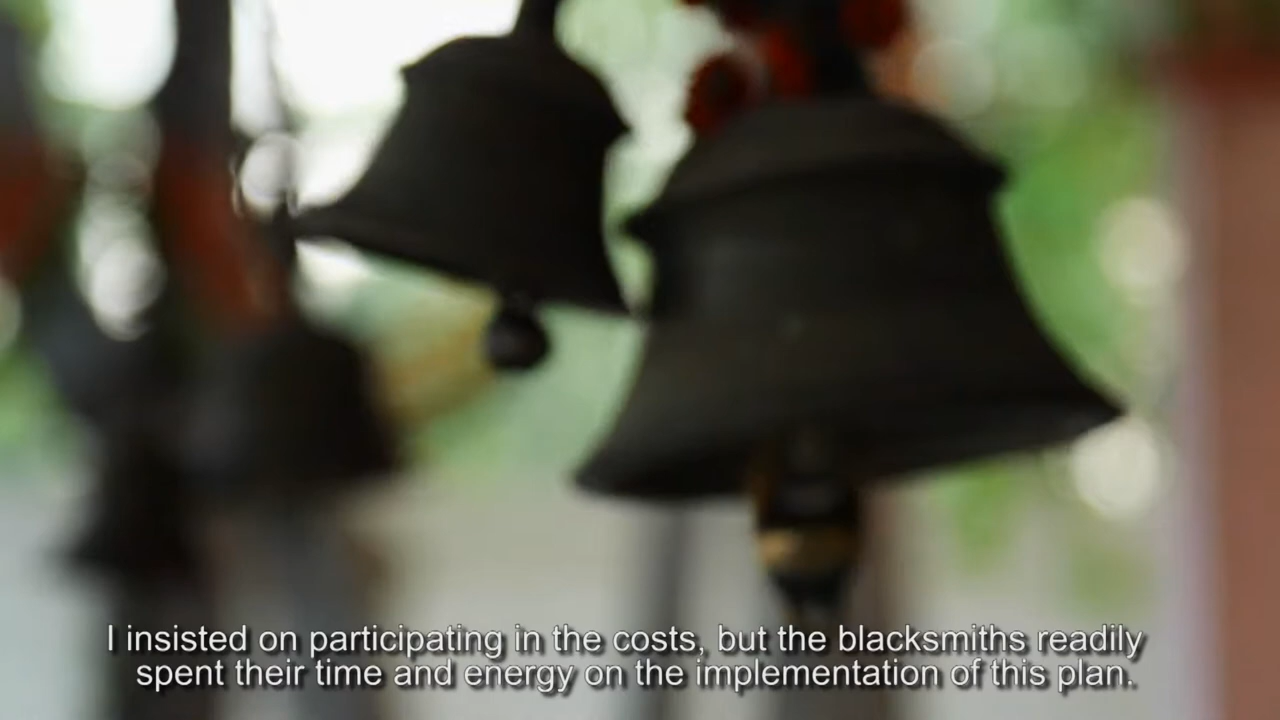 I insisted on participating in the costs, but the blacksmiths readily
spent their time and energy on the implementation of this plan.